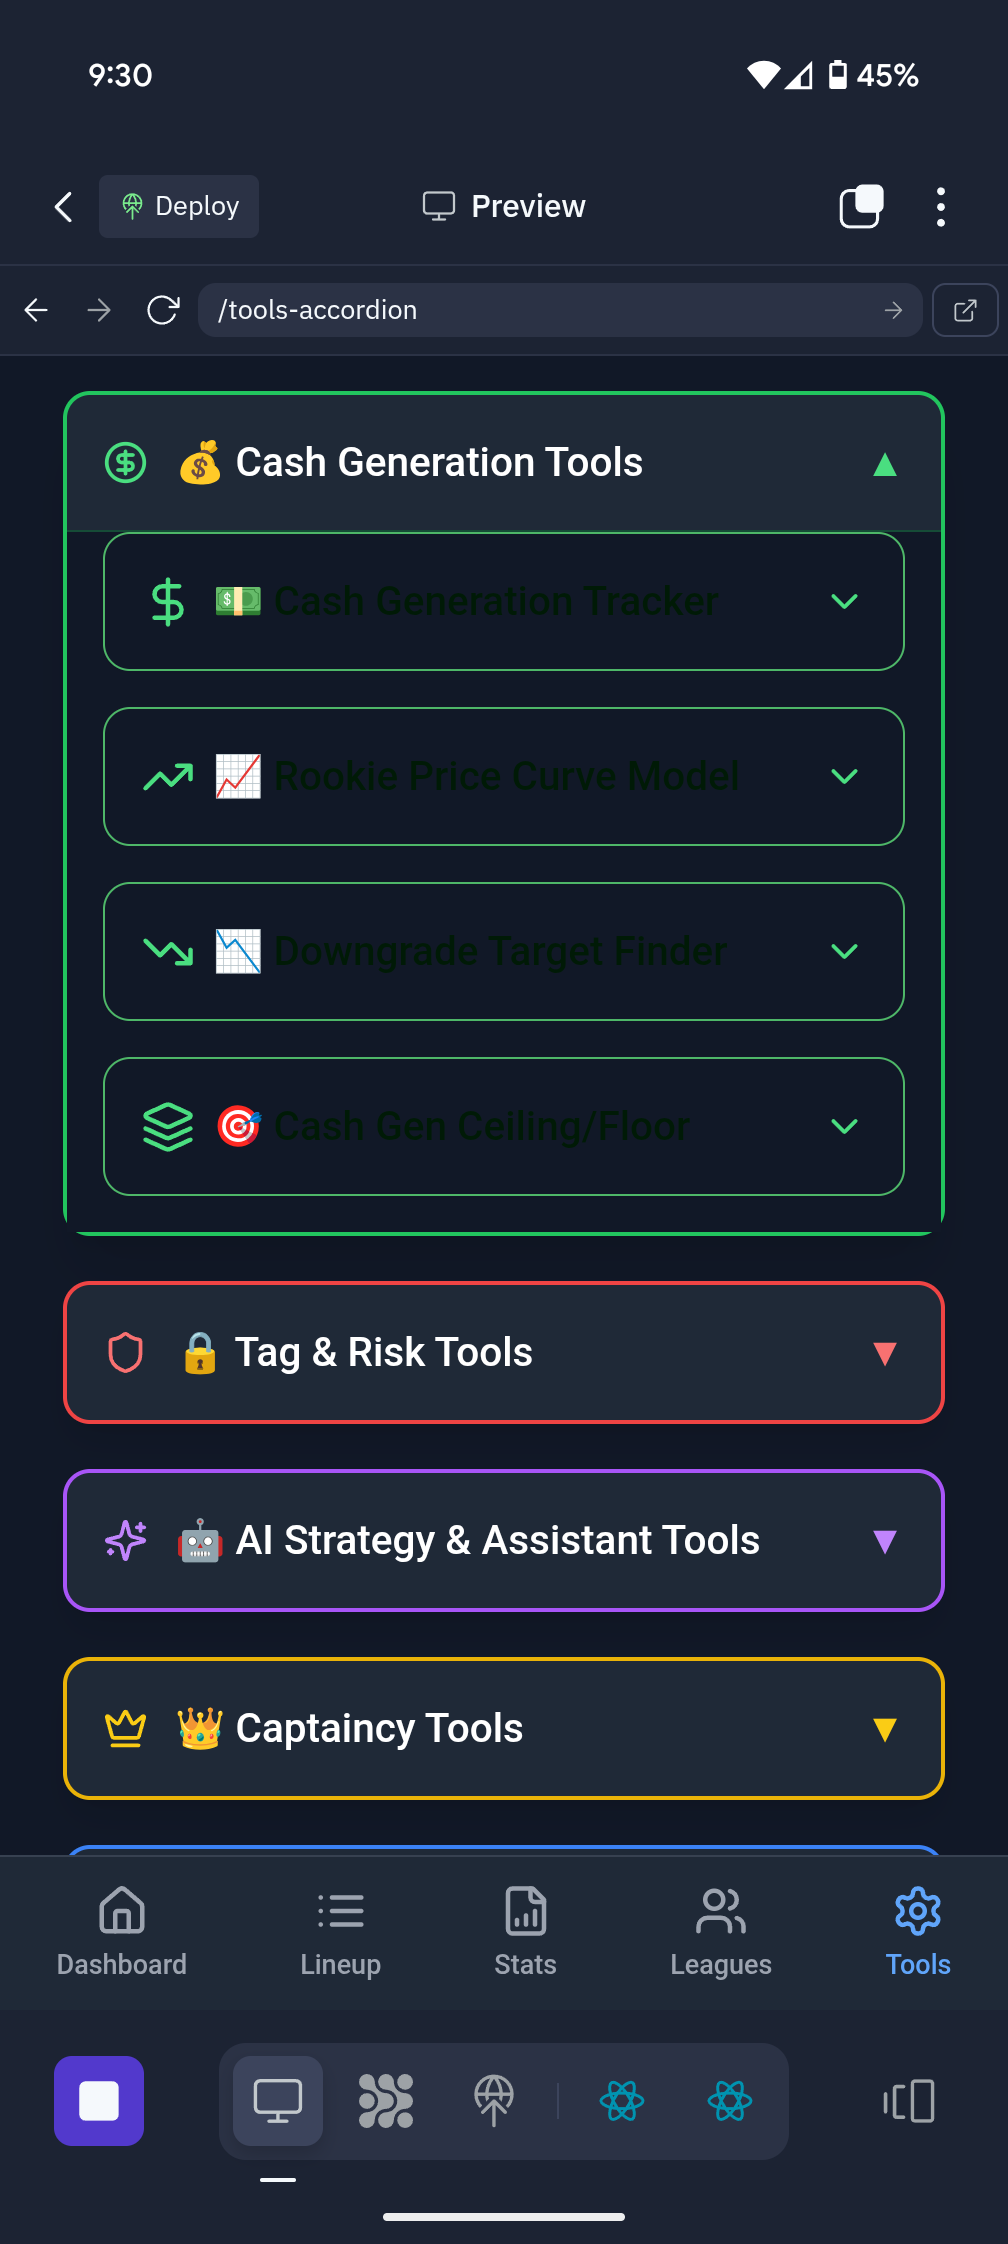 9:30
45%
Deploy
Preview
/tools-accordion
💰 Cash Generation Tools ▲
💵 Cash Generation Tracker
📈 Rookie Price Curve Model
📉 Downgrade Target Finder
🎯 Cash Gen Ceiling/Floor
🔒 Tag & Risk Tools ▼
🤖 AI Strategy & Assistant Tools ▼
👑 Captaincy Tools ▼
Dashboard
Lineup
Stats
Leagues
Tools